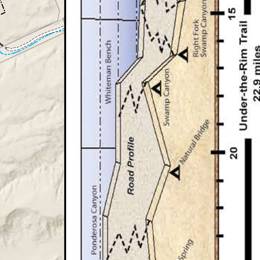 15
Right Fork
Swamp Canyon
Under-the-Rim Trail
22.9 miles
Whiteman Bench
Swamp Canyon
Natural Bridge
Road Profile
20
Ponderosa Canyon
Spring